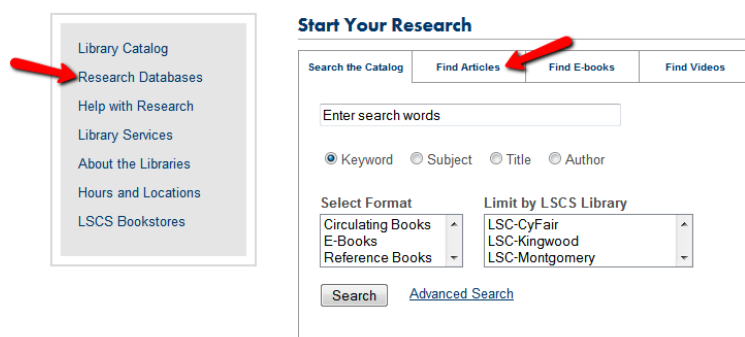 Library Catalog
Research Databases
Help with Research
Library Services
About the Libraries
Hours and Locations
LSCS Bookstores
Start Your Research
Search the Catalog Find Articles Find E-books Find Videos
Enter search words
Keyword Subject Title Author
Select Format Limit by LSCS Library
Circulating Books LSC-CyFair
E-Books LSC-Kingwood
Reference Books LSC-Montgomery
Search Advanced Search